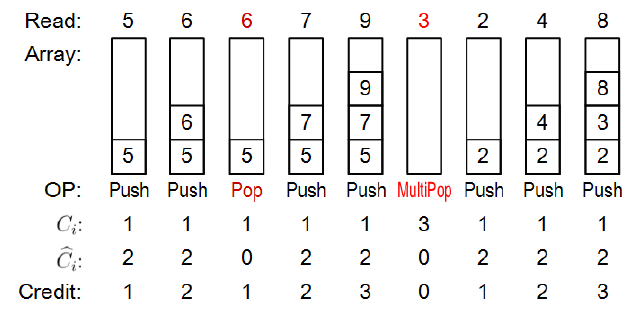 Read: 5 6 6 7 9 3 2 4 8
Array:
9 8
6 7 7 4 3
5 5 5 5 5 2 2 2
OP: Push Push Pop Push Push MultiPop Push Push Push
C_i: 1 1 1 1 1 3 1 1 1
Ĉ_i: 2 2 0 2 2 0 2 2 2
Credit: 1 2 1 2 3 0 1 2 3